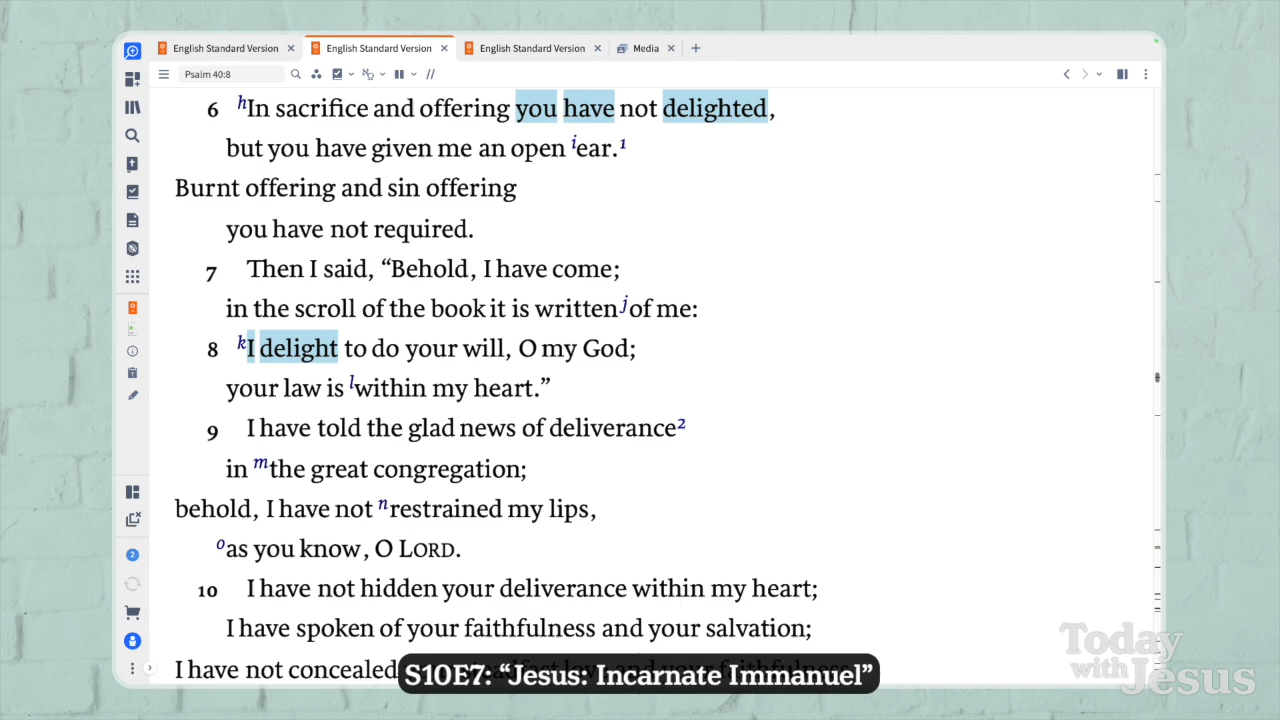 English Standard Version English Standard Version English Standard Version Media
Psalm 40:8
6 hIn sacrifice and offering you have not delighted,
but you have given me an open iear.1
Burnt offering and sin offering
you have not required.
7 Then I said, “Behold, I have come;
in the scroll of the book it is written jof me:
8 kI delight to do your will, O my God;
your law is lwithin my heart.”
9 I have told the glad news of deliverance2
in mthe great congregation;
behold, I have not nrestrained my lips,
oas you know, O LORD.
10 I have not hidden your deliverance within my heart;
I have spoken of your faithfulness and your salvation;
I have not concealed
S10E7: “Jesus: Incarnate Immanuel”
2
Today
with Jesus